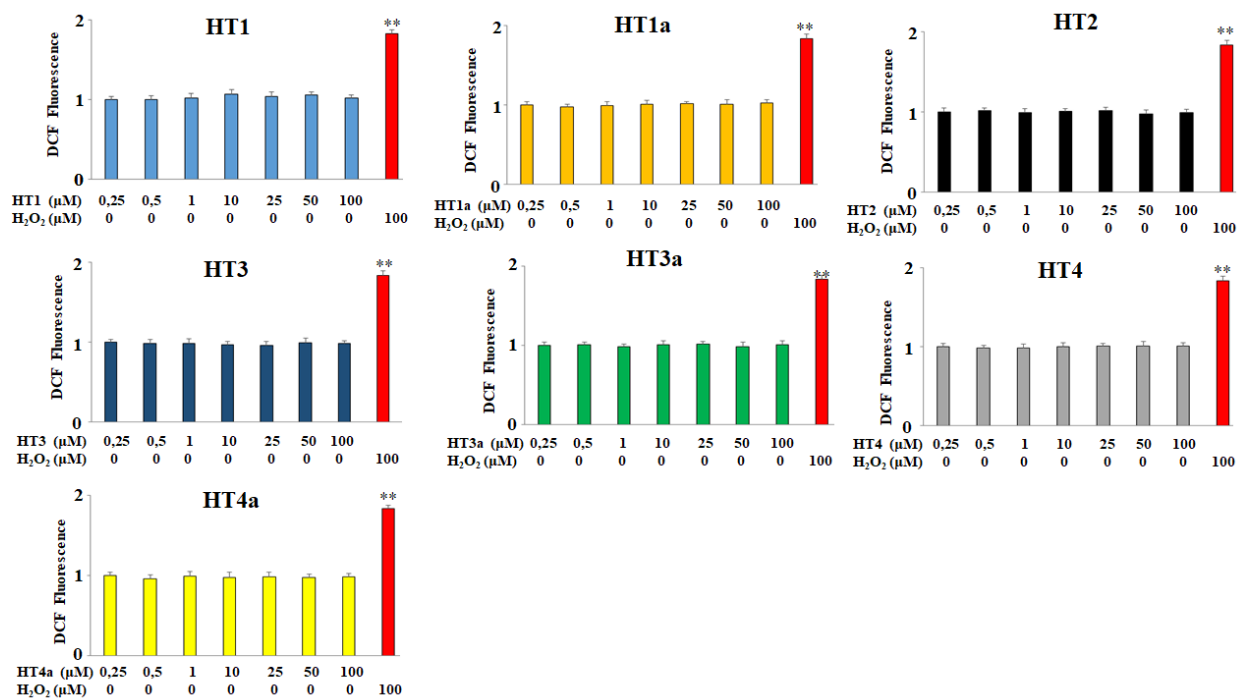 HT1
DCF Fluorescence
2
**
1
0
HT1 (µM) 0,25 0,5 1 10 25 50 100
H₂O₂ (µM) 0 0 0 0 0 0 0 100
HT1a
DCF Fluorescence
2
**
1
0
HT1a (µM) 0,25 0,5 1 10 25 50 100
H₂O₂ (µM) 0 0 0 0 0 0 0 100
HT2
DCF Fluorescence
2
**
1
0
HT2 (µM) 0,25 0,5 1 10 25 50 100
H₂O₂ (µM) 0 0 0 0 0 0 0 100
HT3
DCF Fluorescence
2
**
1
0
HT3 (µM) 0,25 0,5 1 10 25 50 100
H₂O₂ (µM) 0 0 0 0 0 0 0 100
HT3a
DCF Fluorescence
2
**
1
0
HT3a (µM) 0,25 0,5 1 10 25 50 100
H₂O₂ (µM) 0 0 0 0 0 0 0 100
HT4
DCF Fluorescence
2
**
1
0
HT4 (µM) 0,25 0,5 1 10 25 50 100
H₂O₂ (µM) 0 0 0 0 0 0 0 100
HT4a
DCF Fluorescence
2
**
1
0
HT4a (µM) 0,25 0,5 1 10 25 50 100
H₂O₂ (µM) 0 0 0 0 0 0 0 100